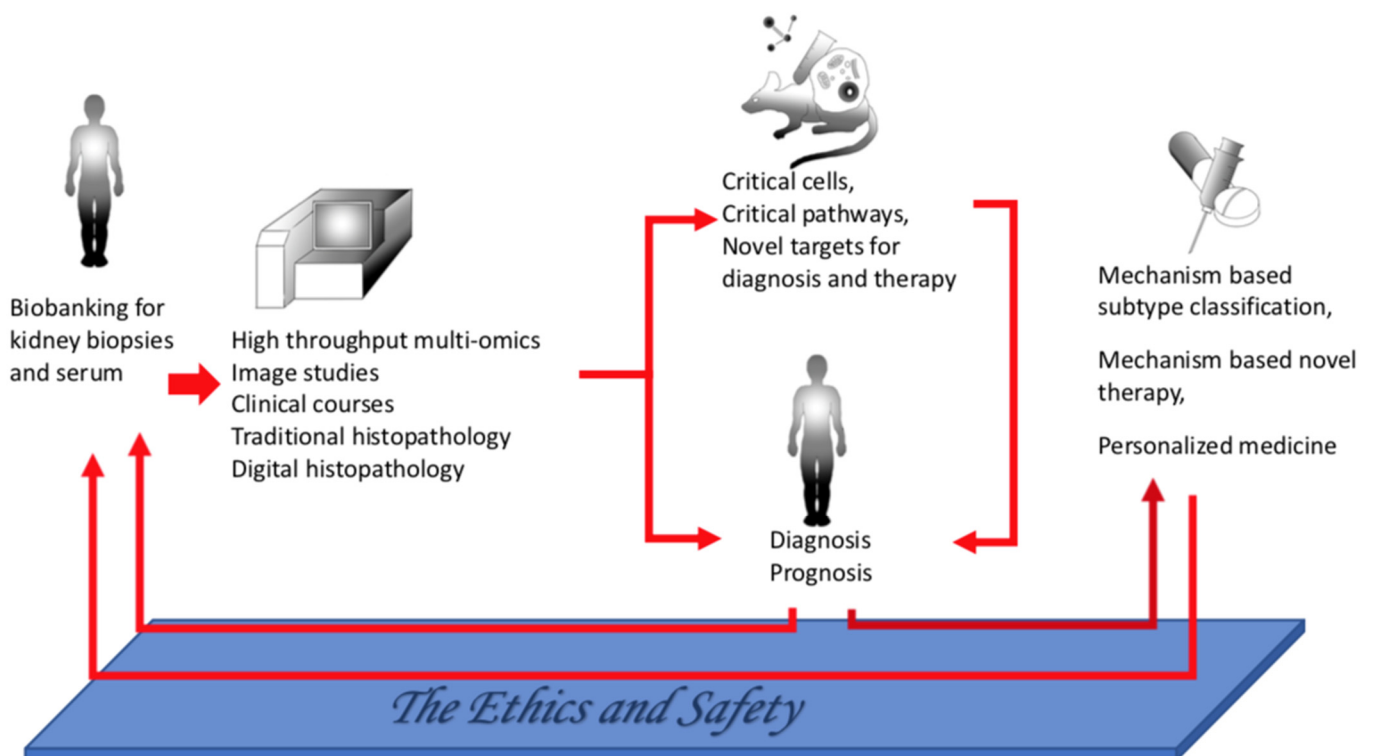 Biobanking for
kidney biopsies
and serum
High throughput multi-omics
Image studies
Clinical courses
Traditional histopathology
Digital histopathology
Critical cells,
Critical pathways,
Novel targets for
diagnosis and therapy
Diagnosis
Prognosis
Mechanism based
subtype classification,
Mechanism based novel
therapy,
Personalized medicine
The Ethics and Safety